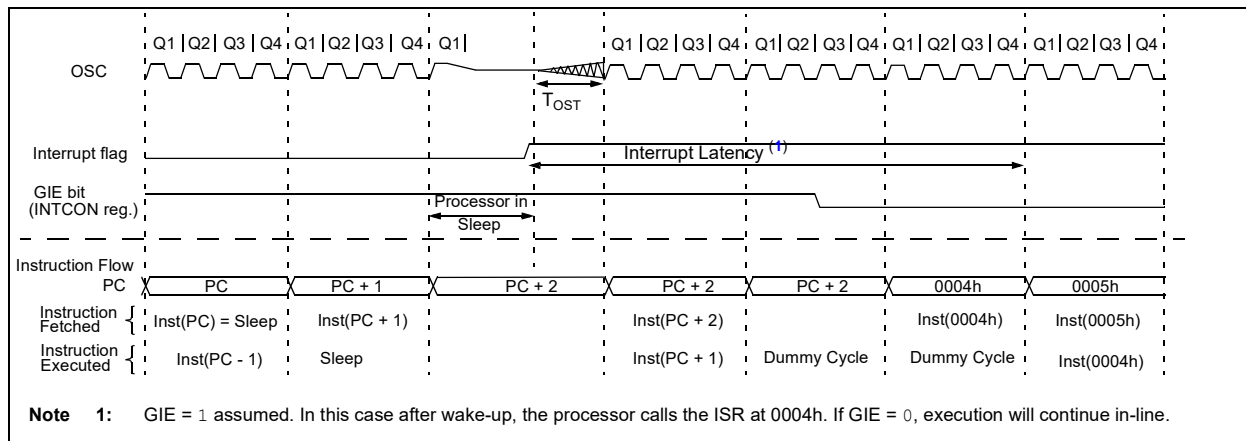 Q1 | Q2 | Q3 | Q4 Q1 | Q2 | Q3 | Q4 Q1 | Q1 | Q2 | Q3 | Q4 Q1 | Q2 | Q3 | Q4 Q1 | Q2 | Q3 | Q4 Q1 | Q2 | Q3 | Q4
OSC
TOST
Interrupt flag
Interrupt Latency (1)
GIE bit
(INTCON reg.)
Processor in
Sleep
Instruction Flow
PC PC PC + 1 PC + 2 PC + 2 PC + 2 0004h 0005h
Instruction
Fetched { Inst(PC) = Sleep Inst(PC + 1) Inst(PC + 2) Inst(0004h) Inst(0005h)
Instruction
Executed { Inst(PC - 1) Sleep Inst(PC + 1) Dummy Cycle Dummy Cycle Inst(0004h)
Note 1: GIE = 1 assumed. In this case after wake-up, the processor calls the ISR at 0004h. If GIE = 0, execution will continue in-line.